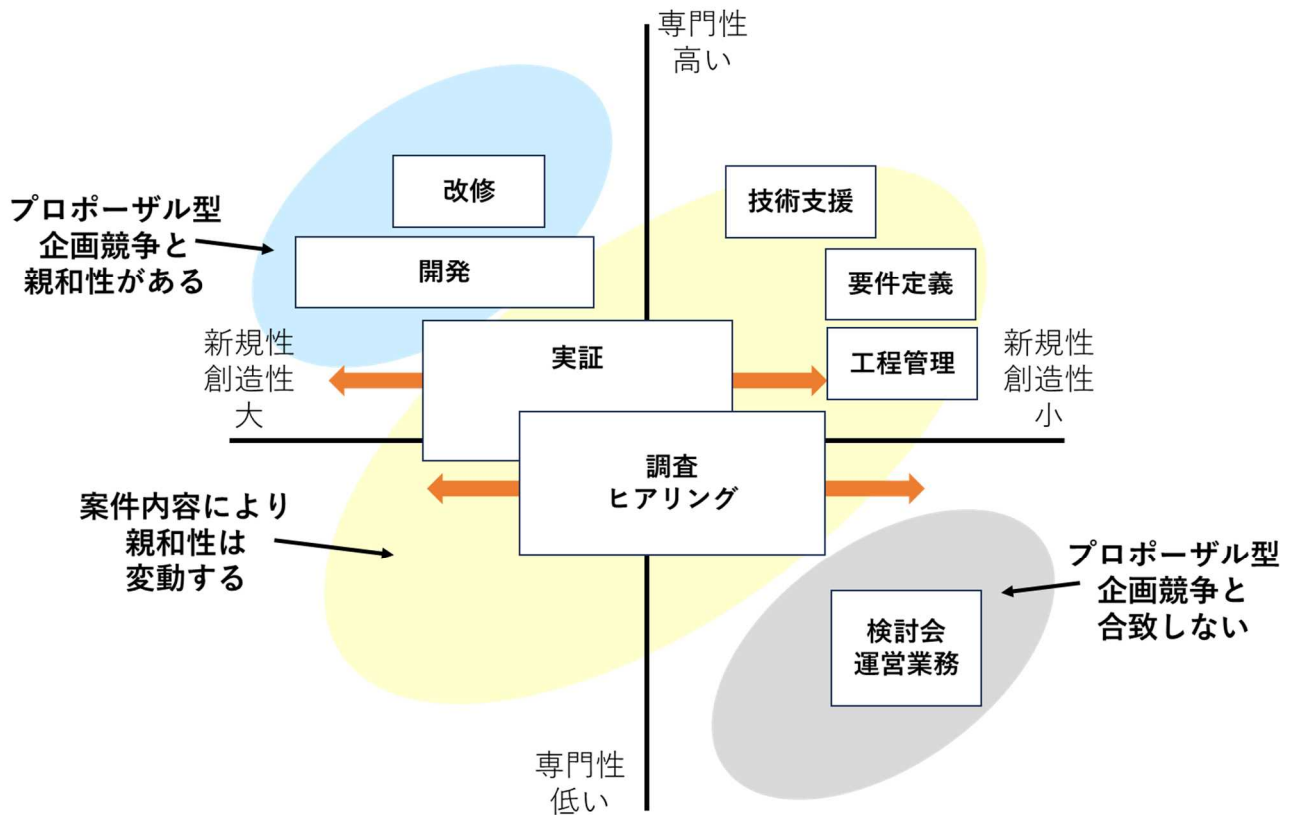 専門性
高い
改修
技術支援
プロポーザル型
企画競争と
親和性がある
開発
要件定義
新規性
創造性
大
実証
工程管理
新規性
創造性
小
調査
ヒアリング
案件内容により
親和性は
変動する
プロポーザル型
企画競争と
合致しない
検討会
運営業務
専門性
低い